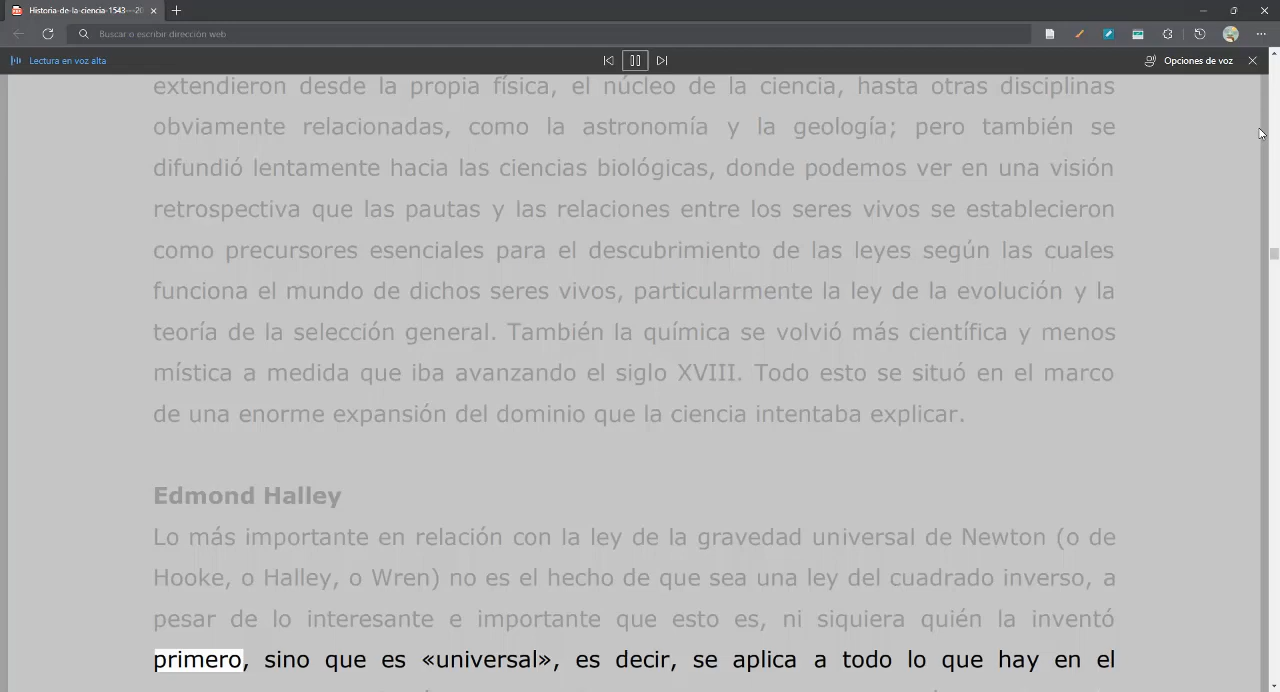 Historia-de-la-ciencia-1543---20
Buscar o escribir dirección web
Lectura en voz alta
Opciones de voz
extendieron desde la propia física, el núcleo de la ciencia, hasta otras disciplinas
obviamente relacionadas, como la astronomía y la geología; pero también se
difundió lentamente hacia las ciencias biológicas, donde podemos ver en una visión
retrospectiva que las pautas y las relaciones entre los seres vivos se establecieron
como precursores esenciales para el descubrimiento de las leyes según las cuales
funciona el mundo de dichos seres vivos, particularmente la ley de la evolución y la
teoría de la selección general. También la química se volvió más científica y menos
mística a medida que iba avanzando el siglo XVIII. Todo esto se situó en el marco
de una enorme expansión del dominio que la ciencia intentaba explicar.
Edmond Halley
Lo más importante en relación con la ley de la gravedad universal de Newton (o de
Hooke, o Halley, o Wren) no es el hecho de que sea una ley del cuadrado inverso, a
pesar de lo interesante e importante que esto es, ni siquiera quién la inventó
primero, sino que es «universal», es decir, se aplica a todo lo que hay en el